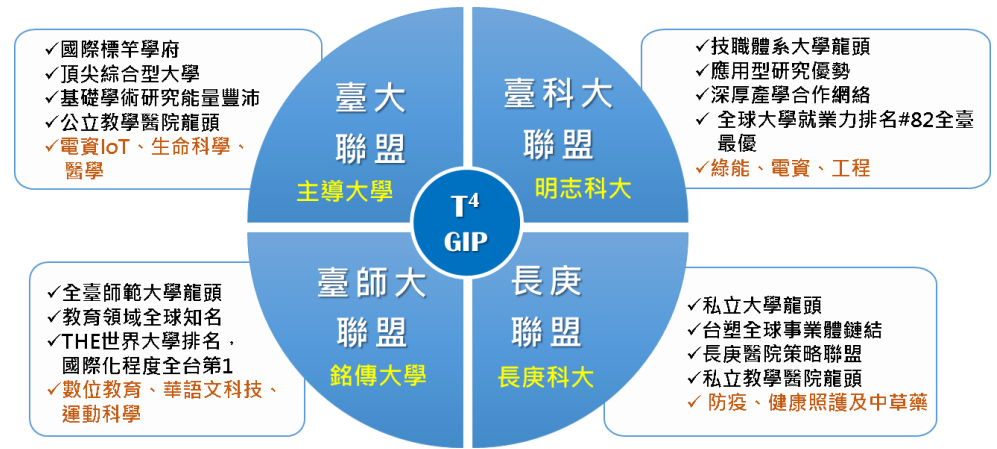 ✓國際標竿學府
✓頂尖綜合型大學
✓基礎學術研究能量豐沛
✓公立教學醫院龍頭
✓電資IoT、生命科學、
醫學
臺大
聯盟
主導大學
臺科大
聯盟
明志科大
✓技職體系大學龍頭
✓應用型研究優勢
✓深厚產學合作網絡
✓ 全球大學就業力排名#82全臺
最優
✓綠能、電資、工程
T⁴
GIP
✓全臺師範大學龍頭
✓教育領域全球知名
✓THE世界大學排名，
國際化程度全台第1
✓數位教育、華語文科技、
運動科學
臺師大
聯盟
銘傳大學
長庚
聯盟
長庚科大
✓私立大學龍頭
✓台塑全球事業體鏈結
✓長庚醫院策略聯盟
✓私立教學醫院龍頭
✓ 防疫、健康照護及中草藥